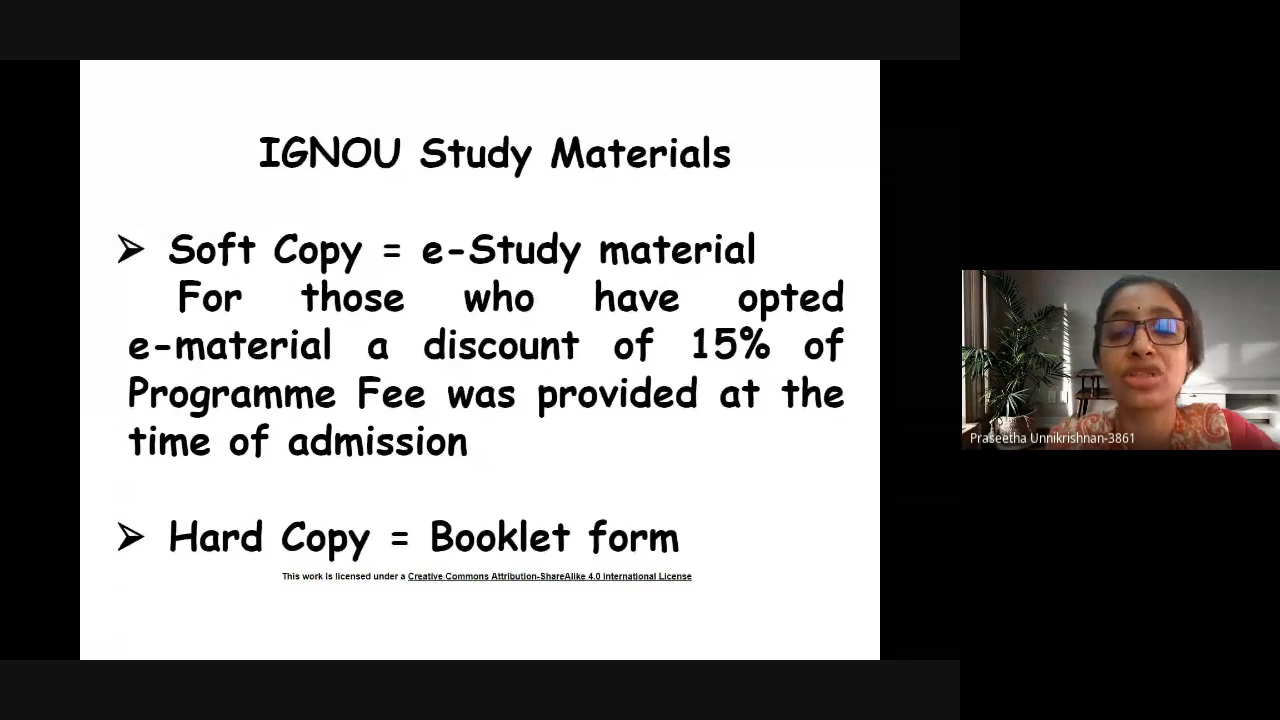 IGNOU Study Materials
➢ Soft Copy = e-Study material
For those who have opted
e-material a discount of 15% of
Programme Fee was provided at the
time of admission
➢ Hard Copy = Booklet form
This work is licensed under a Creative Commons Attribution-ShareAlike 4.0 International License
Praseetha Unnikrishnan-3861